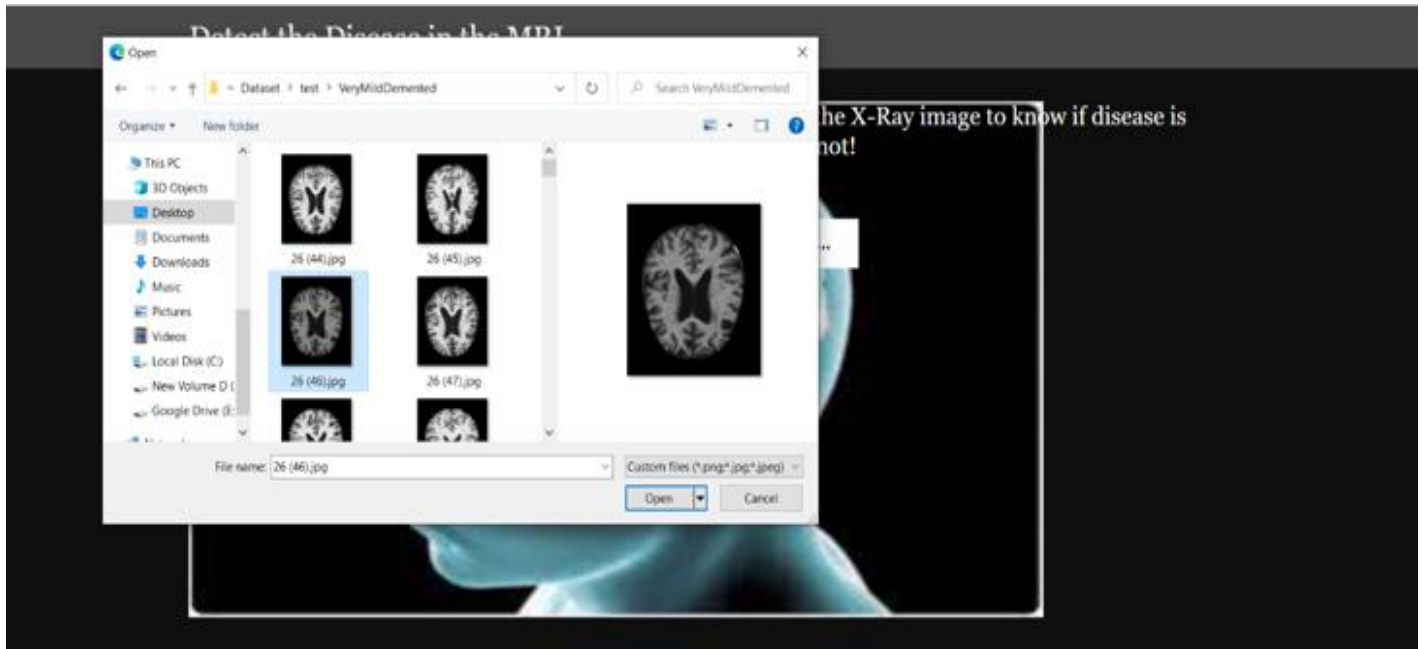 Detect the Disease in the MRI
Open
Dataset > test > VeryMildDemented
Search VeryMildDemented
Organize
New folder
the X-Ray image to know if disease is
not!
This PC
3D Objects
Desktop
Documents
Downloads
Music
Pictures
Videos
Local Disk (C:)
New Volume D (
Google Drive (E:
26 (44).jpg
26 (45).jpg
26 (46).jpg
26 (47).jpg
...
File name: 26 (46).jpg
Custom files (*.png;*.jpg;*.jpeg)
Open
Cancel